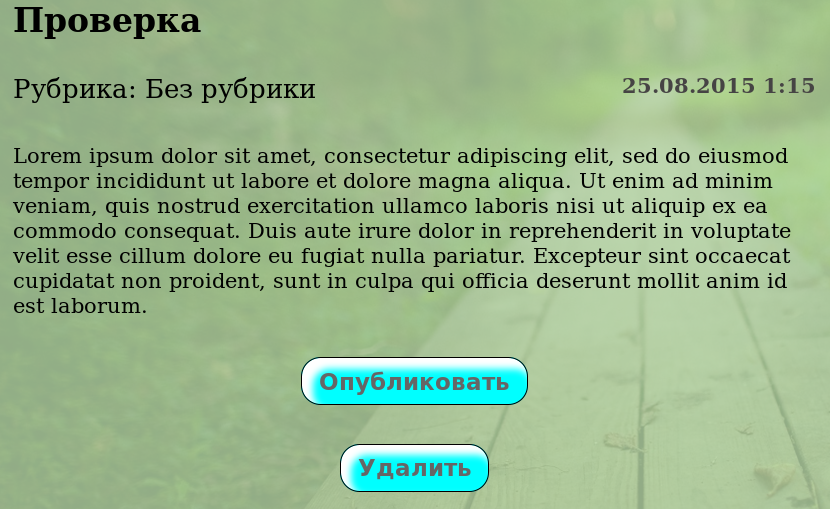 Проверка
Рубрика: Без рубрики 25.08.2015 1:15
Lorem ipsum dolor sit amet, consectetur adipiscing elit, sed do eiusmod
tempor incididunt ut labore et dolore magna aliqua. Ut enim ad minim
veniam, quis nostrud exercitation ullamco laboris nisi ut aliquip ex ea
commodo consequat. Duis aute irure dolor in reprehenderit in voluptate
velit esse cillum dolore eu fugiat nulla pariatur. Excepteur sint occaecat
cupidatat non proident, sunt in culpa qui officia deserunt mollit anim id
est laborum.
Опубликовать
Удалить